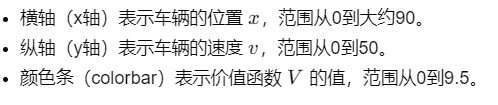 • 横轴（x轴）表示车辆的位置 x，范围从0到大约90。
• 纵轴（y轴）表示车辆的速度 v，范围从0到50。
• 颜色条（colorbar）表示价值函数 V 的值，范围从0到9.5。